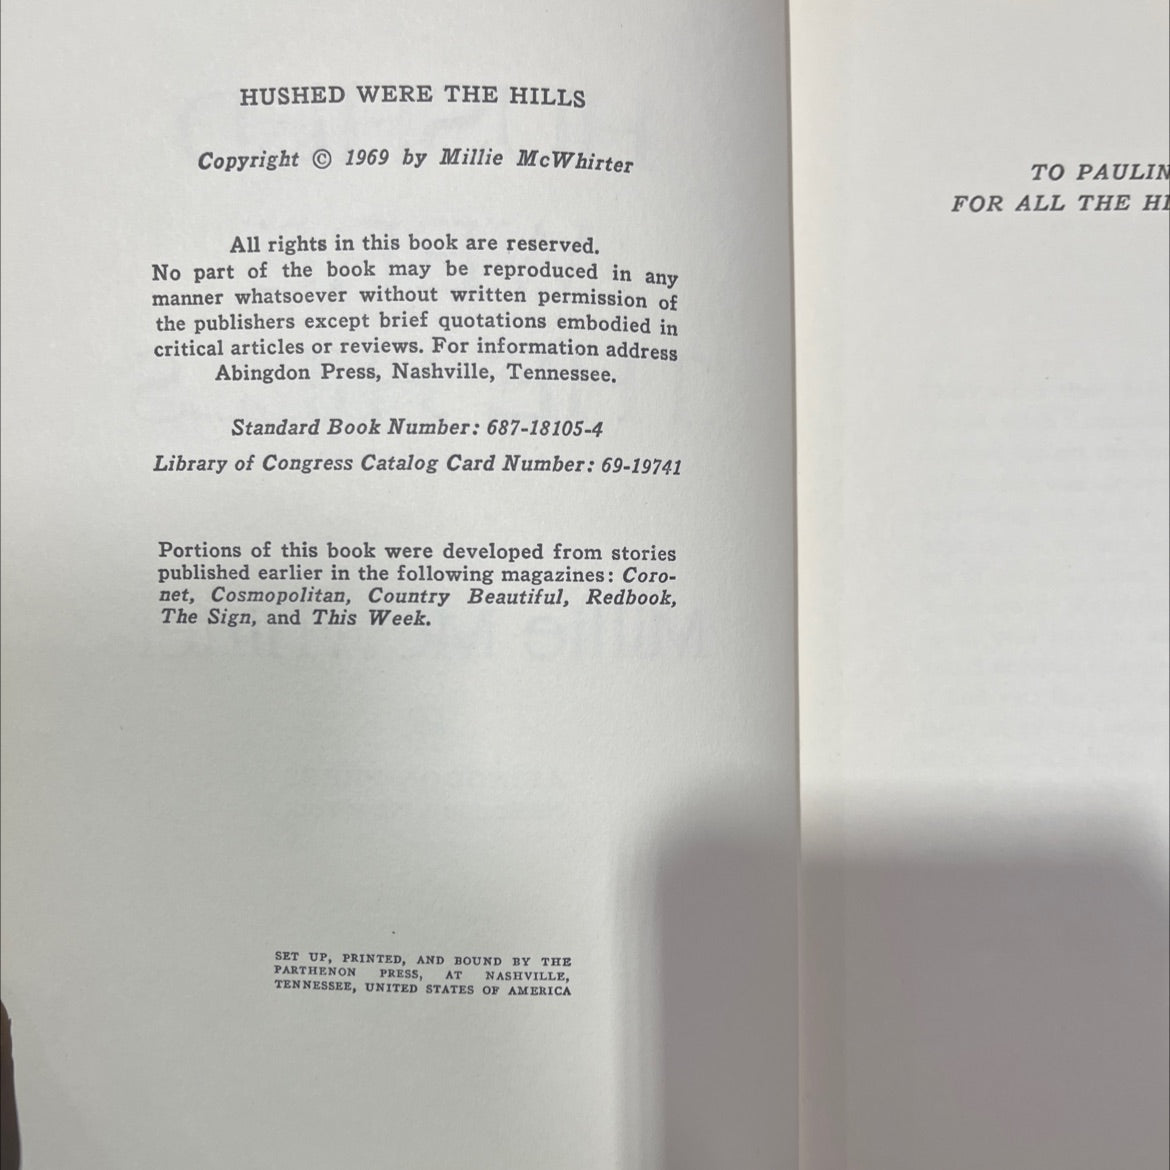 HUSHED WERE THE HILLS
Copyright © 1969 by Millie McWhirter
All rights in this book are reserved.
No part of the book may be reproduced in any
manner whatsoever without written permission of
the publishers except brief quotations embodied in
critical articles or reviews. For information address
Abingdon Press, Nashville, Tennessee.
Standard Book Number: 687-18105-4
Library of Congress Catalog Card Number: 69-19741
Portions of this book were developed from stories
published earlier in the following magazines: Coro-
net, Cosmopolitan, Country Beautiful, Redbook,
The Sign, and This Week.
SET UP, PRINTED, AND BOUND BY THE
PARTHENON PRESS, AT NASHVILLE,
TENNESSEE, UNITED STATES OF AMERICA
TO PAULIN
FOR ALL THE